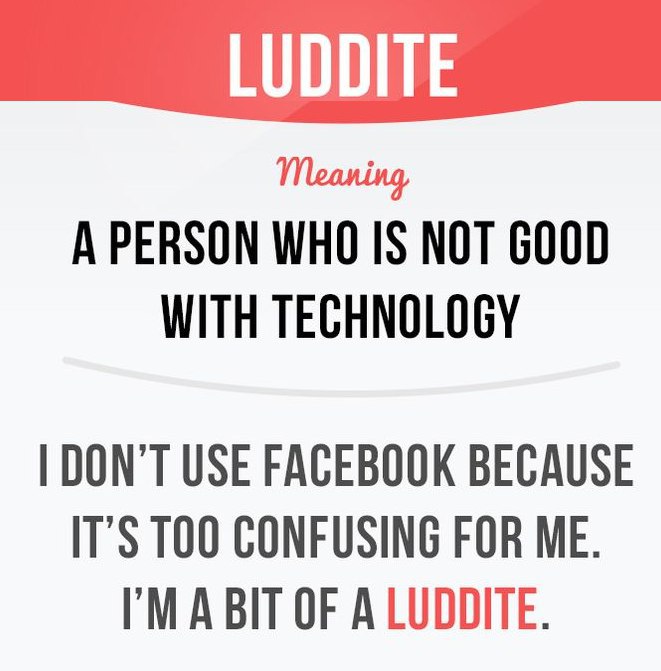 LUDDITE
Meaning
A PERSON WHO IS NOT GOOD
WITH TECHNOLOGY
I DON’T USE FACEBOOK BECAUSE
IT’S TOO CONFUSING FOR ME.
I’M A BIT OF A LUDDITE.